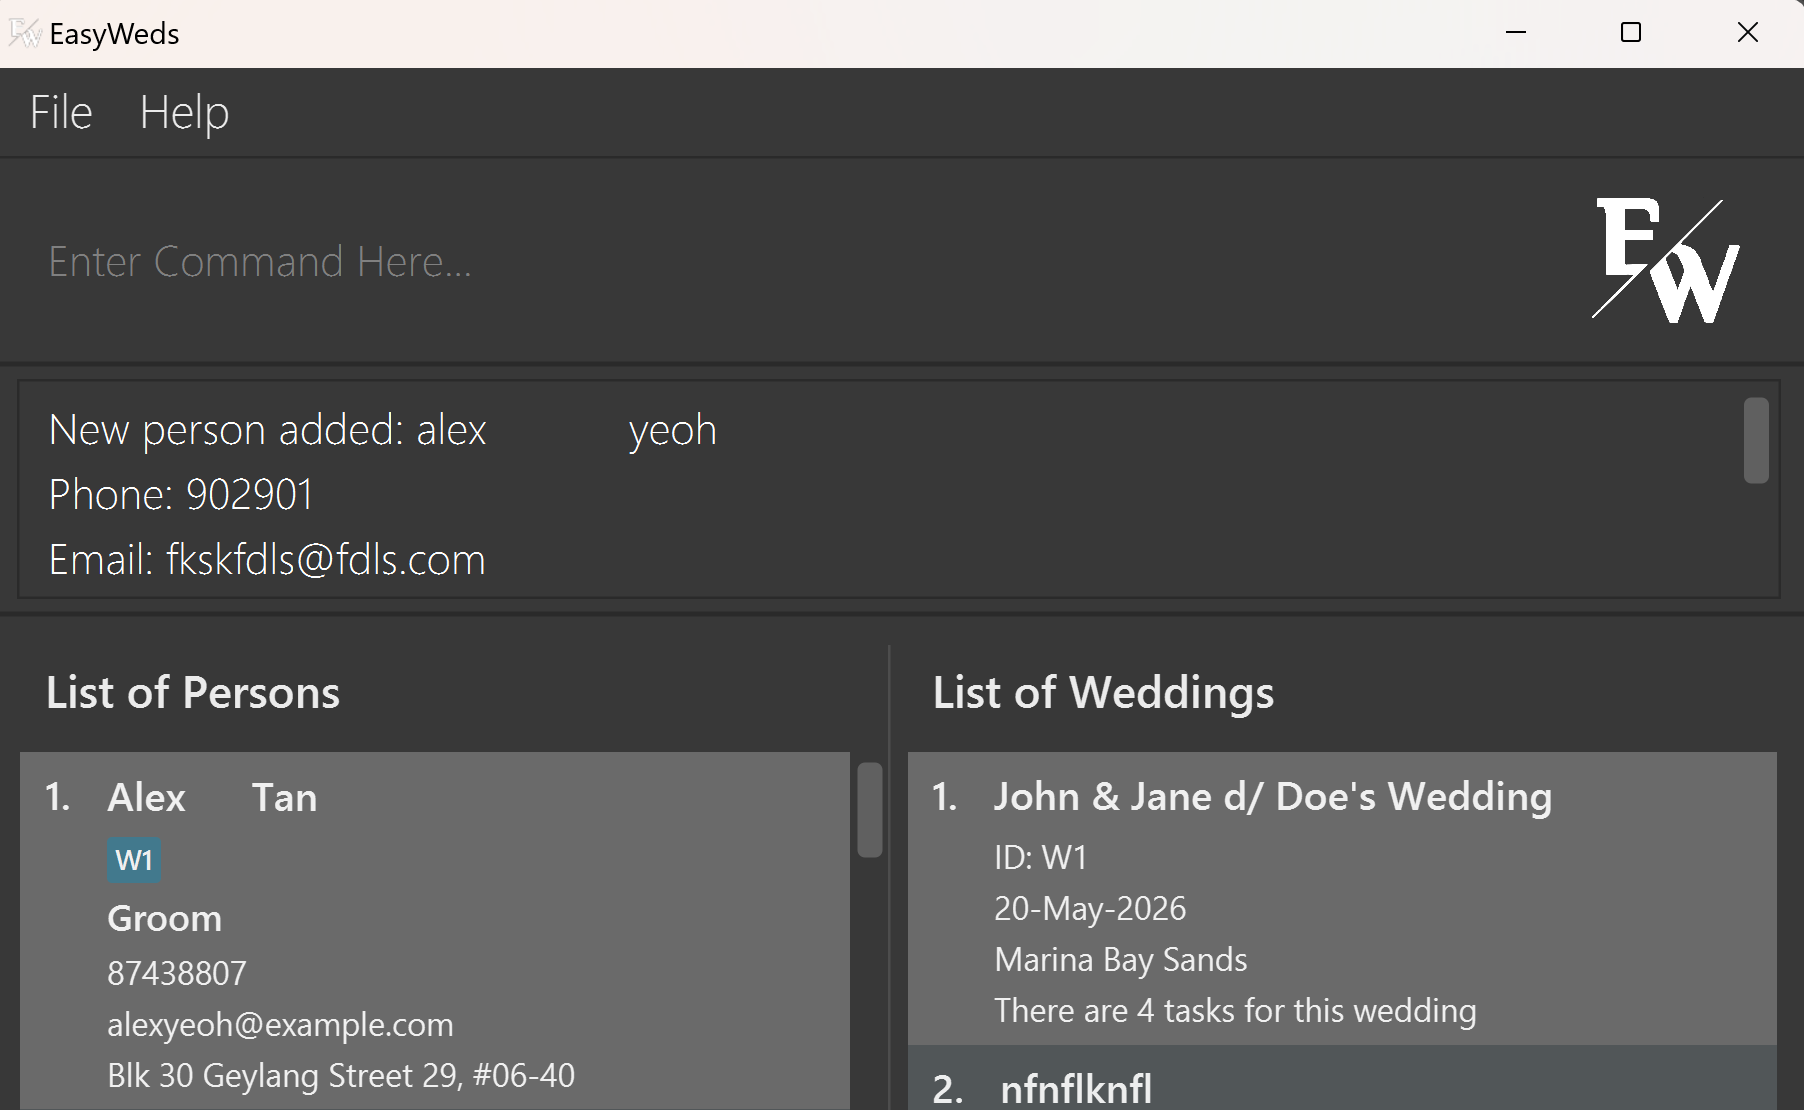 EasyWeds
File Help
Enter Command Here...
EW
New person added: alex            yeoh
Phone: 902901
Email: fkskfdls@fdls.com
List of Persons
1. Alex      Tan
W1
Groom
87438807
alexyeoh@example.com
Blk 30 Geylang Street 29, #06-40
List of Weddings
1. John & Jane d/ Doe's Wedding
ID: W1
20-May-2026
Marina Bay Sands
There are 4 tasks for this wedding
2. nfnflknfl